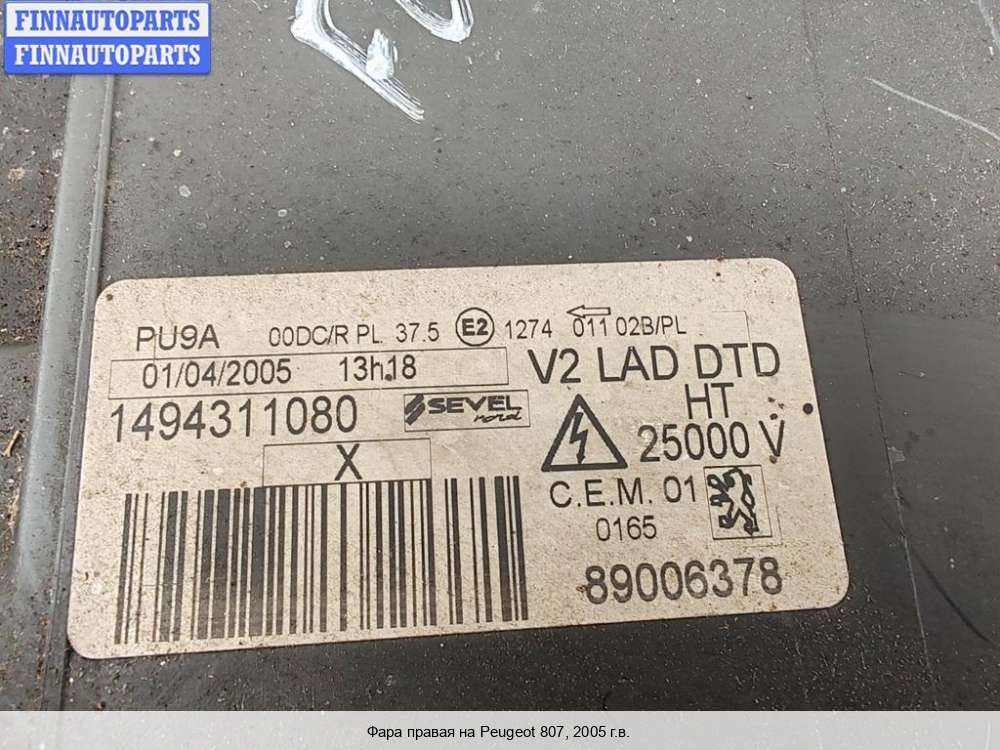 FINNAUTOPARTS
FINNAUTOPARTS
PU9A 00DC/R PL. 37.5 E2 1274 011 02B/PL
01/04/2005 13h18
V2 LAD DTD
1494311080 SEVEL nord
HT
25000 V
X
C.E.M. 01
0165
89006378
Фара правая на Peugeot 807, 2005 г.в.